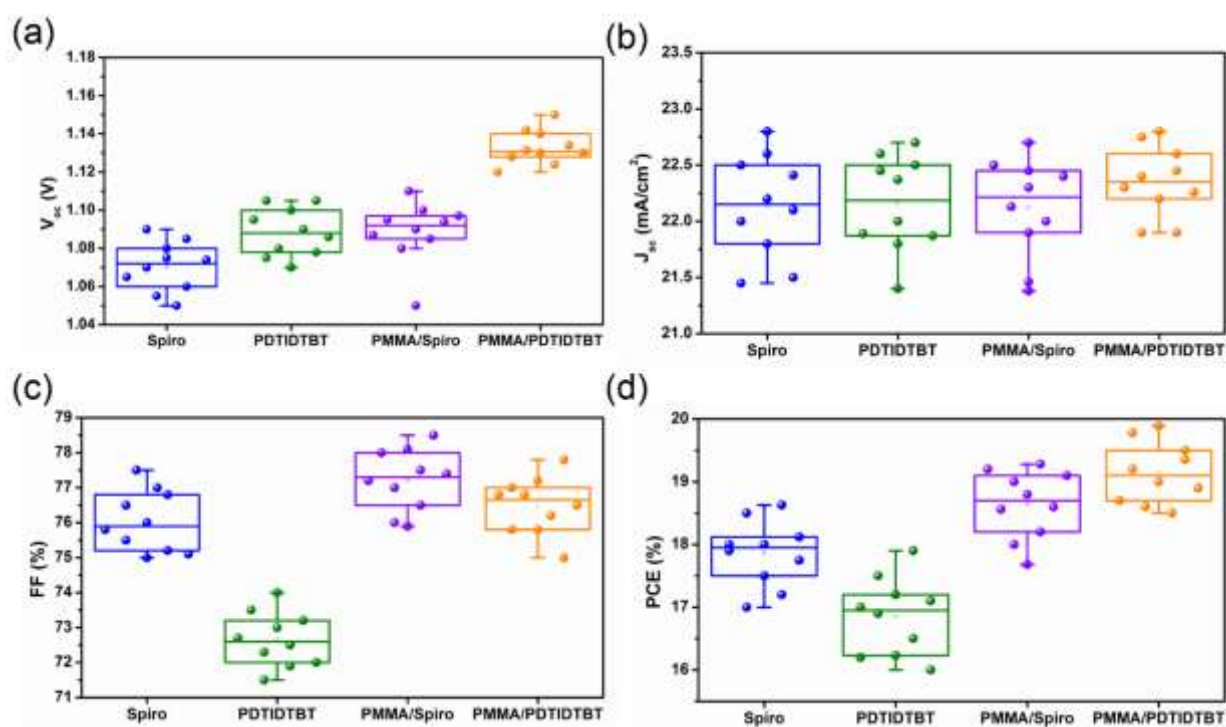 (a)
1.18
1.16
1.14
1.12
1.10
1.08
1.06
1.04
V_sc (V)
Spiro PDTIDTBT PMMA/Spiro PMMA/PDTIDTBT
(b)
23.5
23.0
22.5
22.0
21.5
21.0
J_sc (mA/cm²)
Spiro PDTIDTBT PMMA/Spiro PMMA/PDTIDTBT
(c)
79
78
77
76
75
74
73
72
71
FF (%)
Spiro PDTIDTBT PMMA/Spiro PMMA/PDTIDTBT
(d)
20
19
18
17
16
PCE (%)
Spiro PDTIDTBT PMMA/Spiro PMMA/PDTIDTBT